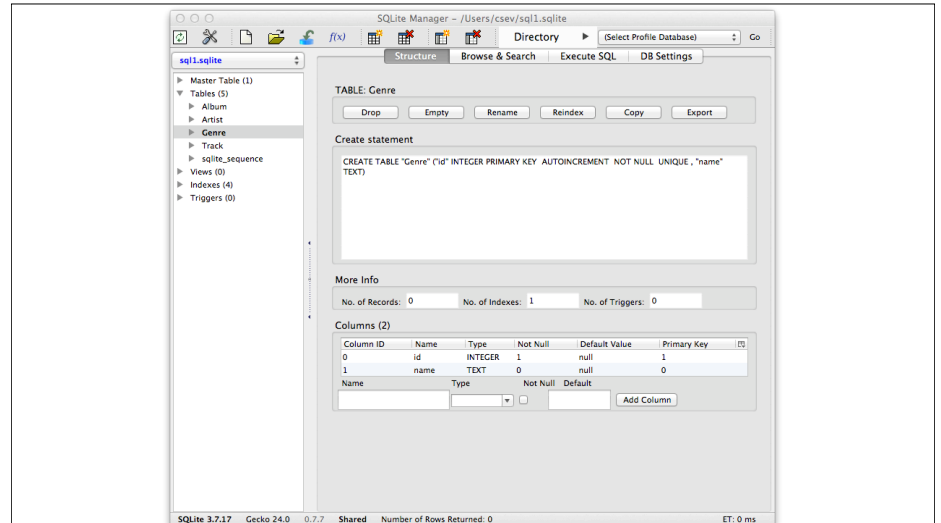 SQLite Manager - /Users/csev/sql1.sqlite
f(x) Directory (Select Profile Database) Go
sql1.sqlite
Structure Browse & Search Execute SQL DB Settings
Master Table (1)
Tables (5)
Album
Artist
Genre
Track
sqlite_sequence
Views (0)
Indexes (4)
Triggers (0)
TABLE: Genre
Drop Empty Rename Reindex Copy Export
Create statement
CREATE TABLE "Genre" ("id" INTEGER PRIMARY KEY  AUTOINCREMENT  NOT NULL  UNIQUE , "name"
TEXT)
More Info
No. of Records: 0 No. of Indexes: 1 No. of Triggers: 0
Columns (2)
Column ID Name Type Not Null Default Value Primary Key
0 id INTEGER 1 null 1
1 name TEXT 0 null 0
Name Type Not Null Default
Add Column
SQLite 3.7.17 Gecko 24.0 0.7.7 Shared Number of Rows Returned: 0 ET: 0 ms